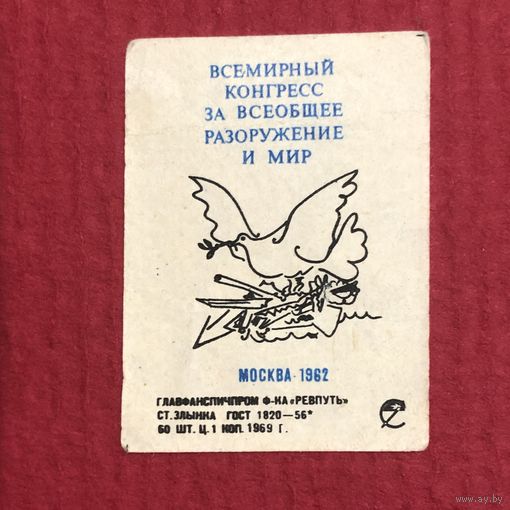 ВСЕМИРНЫЙ
КОНГРЕСС
ЗА ВСЕОБЩЕЕ
РАЗОРУЖЕНИЕ
И МИР
МОСКВА-1962
ГЛАВФАНСПИЧПРОМ Ф-КА «РЕВПУТЬ»
СТ. ЗЛЫНКА ГОСТ 1820—56*
60 ШТ. Ц. 1 КОП. 1969 Г.
www.ay.by